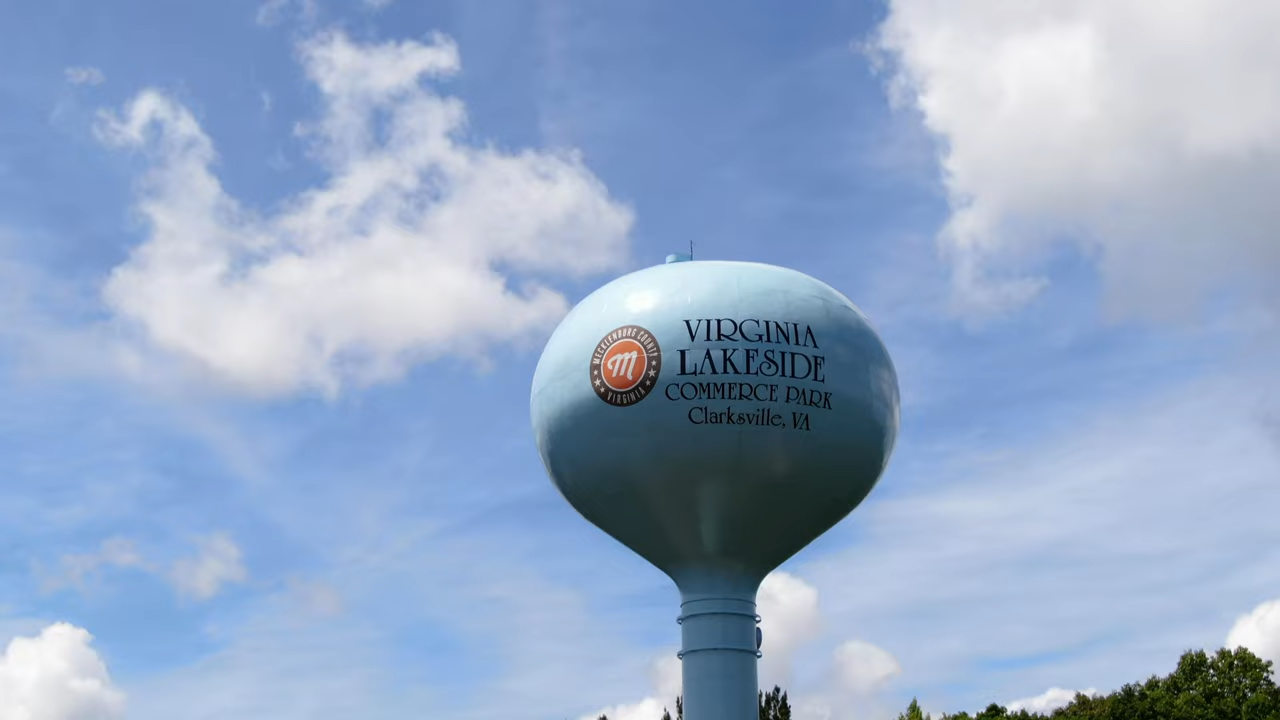 MECKLENBURG COUNTY
M
VIRGINIA
VIRGINIA
LAKESIDE
COMMERCE PARK
Clarksville, VA